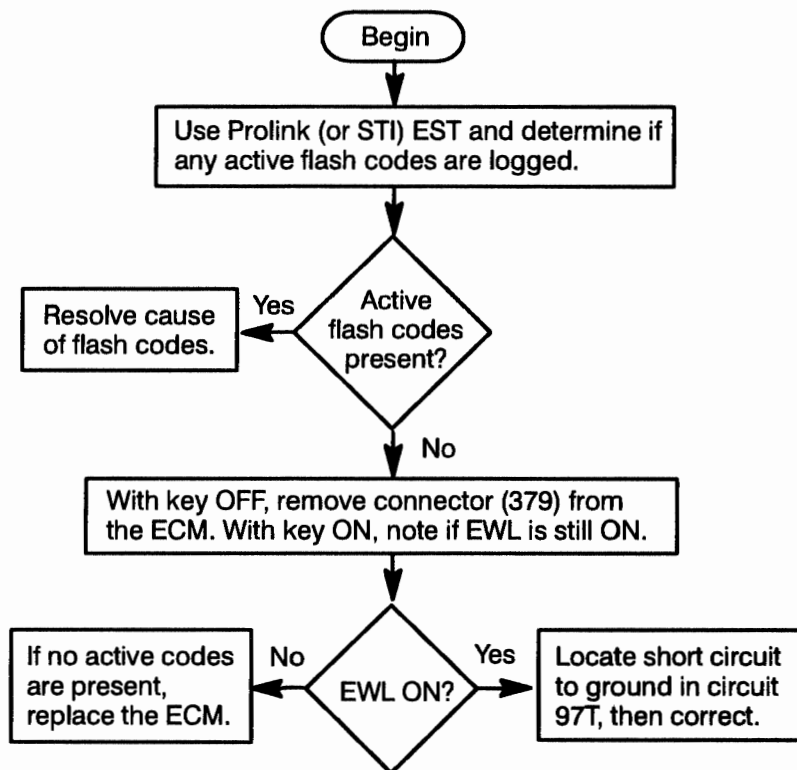 Begin
Use Prolink (or STI) EST and determine if
any active flash codes are logged.
Active
flash codes
present?
Yes
Resolve cause
of flash codes.
No
With key OFF, remove connector (379) from
the ECM. With key ON, note if EWL is still ON.
EWL ON?
No
If no active codes
are present,
replace the ECM.
Yes
Locate short circuit
to ground in circuit
97T, then correct.